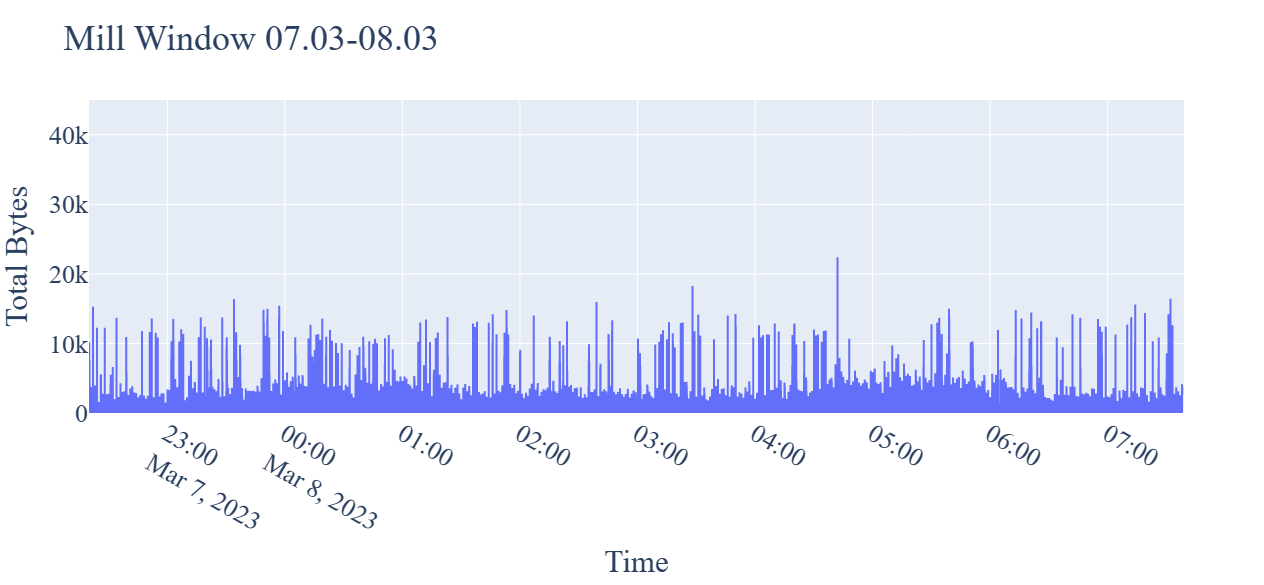 Mill Window 07.03-08.03
Total Bytes
40k
30k
20k
10k
0
23:00
Mar 7, 2023
00:00
Mar 8, 2023
01:00
02:00
03:00
04:00
05:00
06:00
07:00
Time